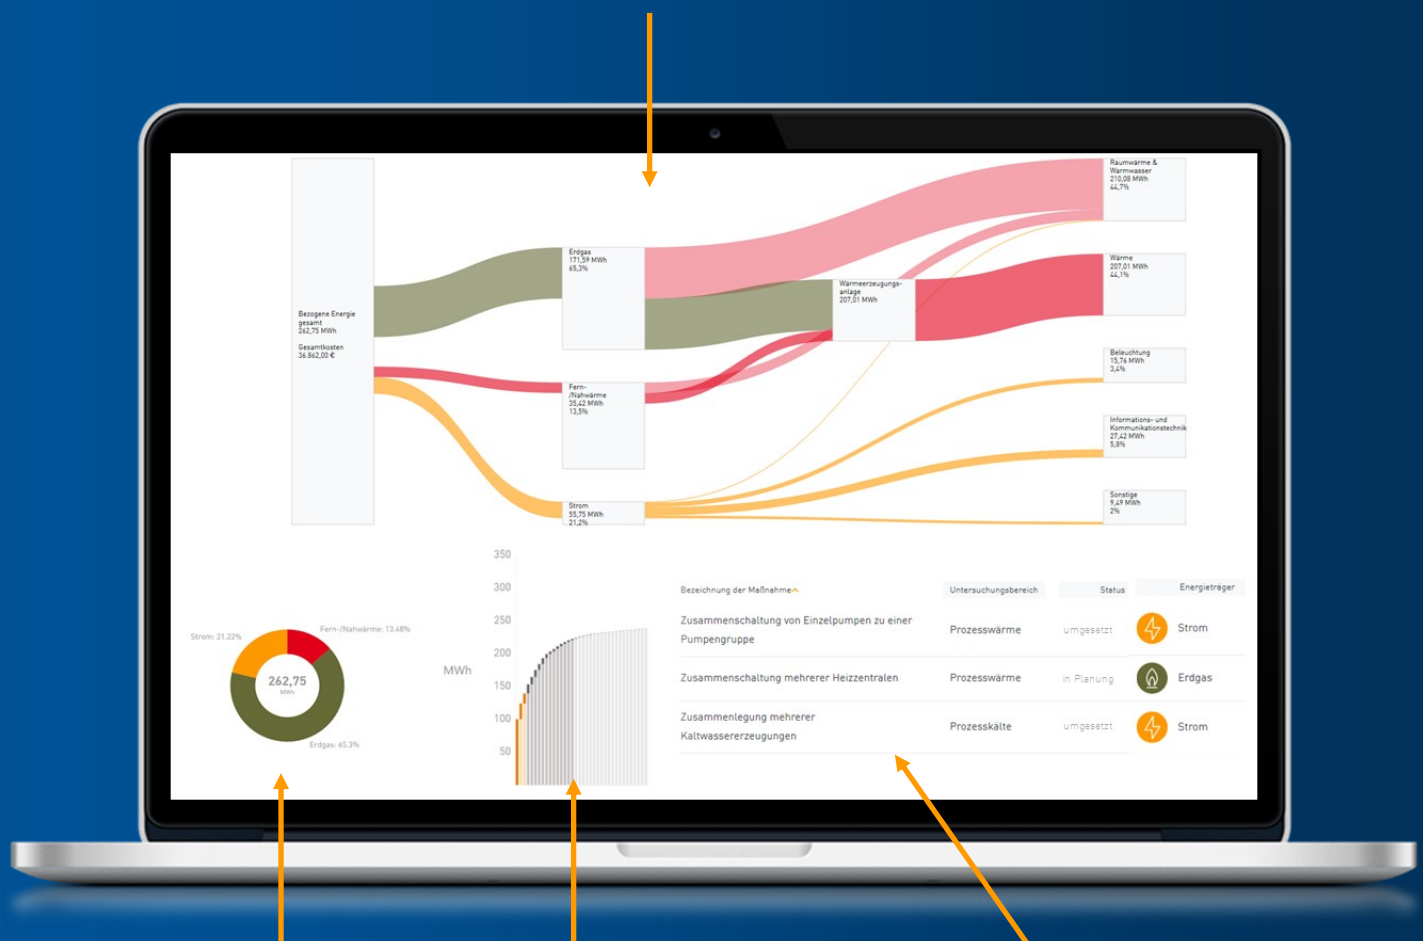 Bezogene Energie
gesamt
262,75 MWh
Gesamtkosten
36.862,00 €
Erdgas
171,59 MWh
65,3%
Fern-
/Nahwärme
35,42 MWh
13,5%
Strom
55,75 MWh
21,2%
Wärmeerzeugungs-
anlage
207,01 MWh
Raumwärme &
Warmwasser
210,08 MWh
44,7%
Wärme
207,01 MWh
44,1%
Beleuchtung
15,76 MWh
3,4%
Informations- und
Kommunikationstechnik
27,42 MWh
5,8%
Sonstige
9,49 MWh
2%
Strom: 21.22%
Fern-/Nahwärme: 13.48%
262,75
MWh
Erdgas: 65.3%
MWh
350
300
250
200
150
100
50
Bezeichnung der Maßnahme Untersuchungsbereich Status Energieträger
Zusammenschaltung von Einzelpumpen zu einer
Pumpengruppe
Prozesswärme umgesetzt Strom
Zusammenschaltung mehrerer Heizzentralen Prozesswärme in Planung Erdgas
Zusammenlegung mehrerer
Kaltwassererzeugungen
Prozesskälte umgesetzt Strom